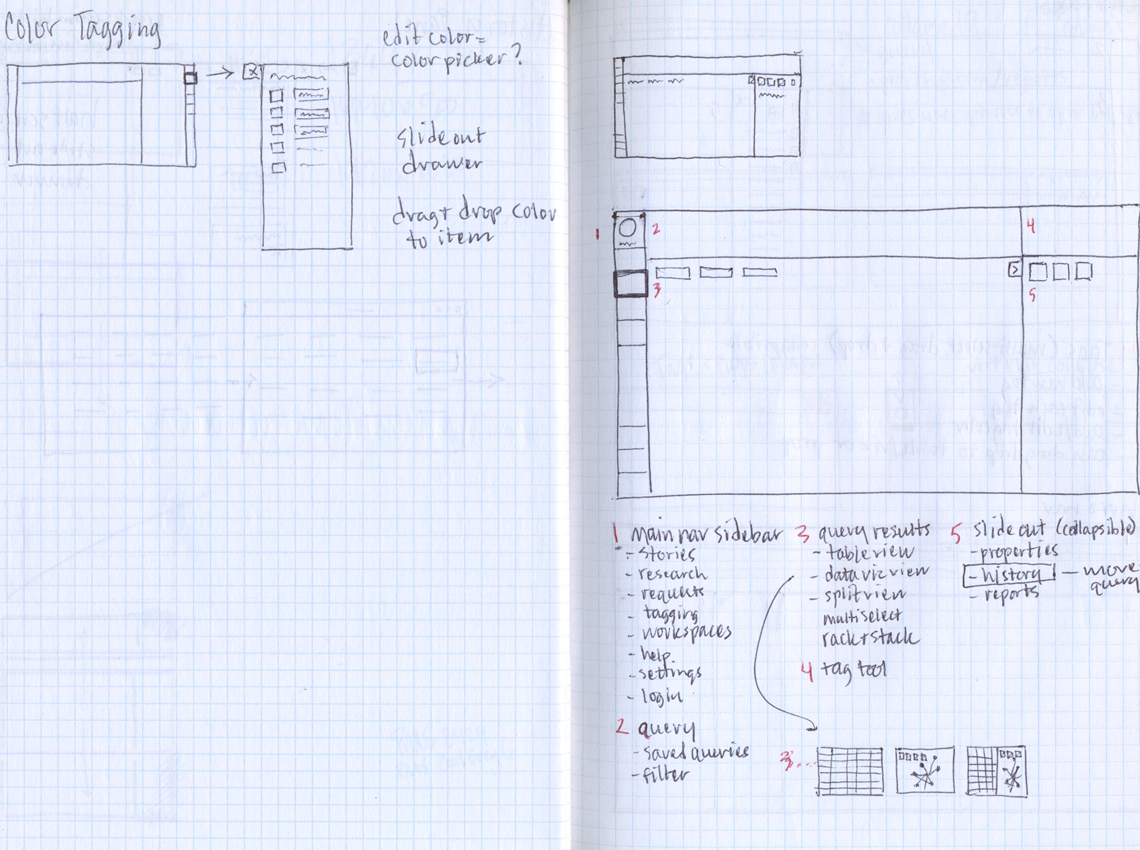 Color Tagging
edit color =
color picker?
slide out
drawer
drag + drop color
to item
1
2
3
4
5
1 main nav sidebar
- stories
- research
- requests
- tagging
- workspaces
- help
- settings
- login
2 query
- saved queries
- filter
3 query results
- table view
- data viz view
- split view
multiselect
rack + stack
4 tag tool
3...
5 slide out (collapsible)
- properties
- history — move
query
- reports